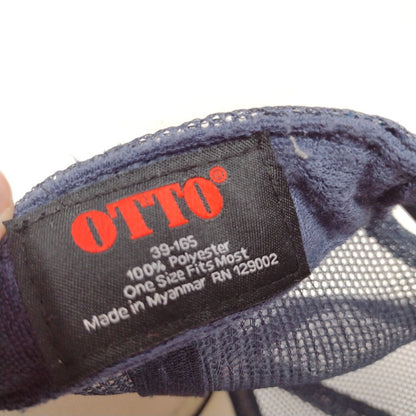 OTTO®
39-165
100% Polyester
One Size Fits Most
Made in Myanmar RN 129002